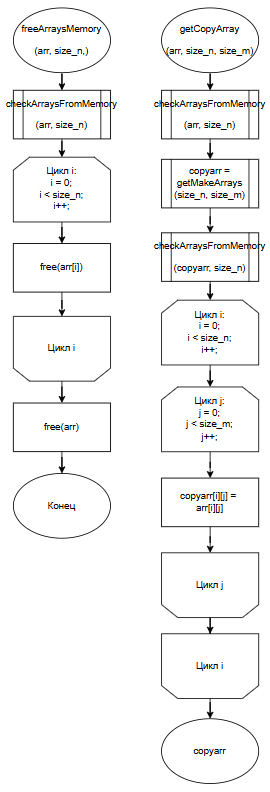 freeArraysMemory
(arr, size_n,)
checkArraysFromMemory
(arr, size_n)
Цикл i:
i = 0;
i < size_n;
i++;
free(arr[i])
Цикл i
free(arr)
Конец
getCopyArray
(arr, size_n, size_m)
checkArraysFromMemory
(arr, size_n)
copyarr =
getMakeArrays
(size_n, size_m)
checkArraysFromMemory
(copyarr, size_n)
Цикл i:
i = 0;
i < size_n;
i++;
Цикл j:
j = 0;
j < size_m;
j++;
copyarr[i][j] =
arr[i][j]
Цикл j
Цикл i
copyarr